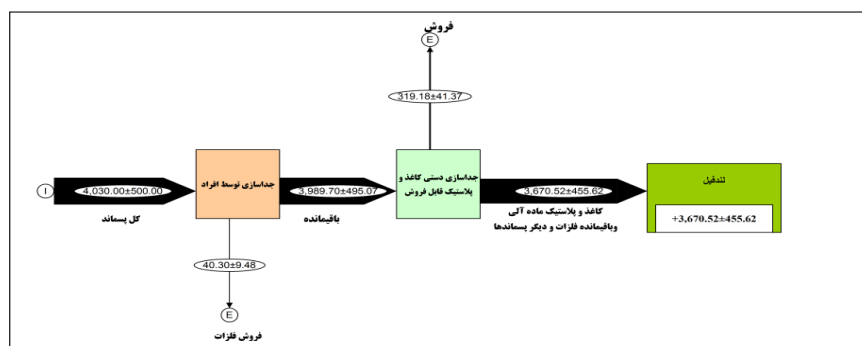 فروش
E
319.18±41.37
I
4,030.00±500.00
کل پسماند
جداسازی توسط افراد
3,989.70±495.07
باقیمانده
جداسازی دستی کاغذ و
پلاستیک قابل فروش
3,670.52±455.62
کاغذ و پلاستیک ماده آلی
وباقیمانده فلزات و دیگر پسماندها
لندفیل
+3,670.52±455.62
40.30±9.48
E
فروش فلزات